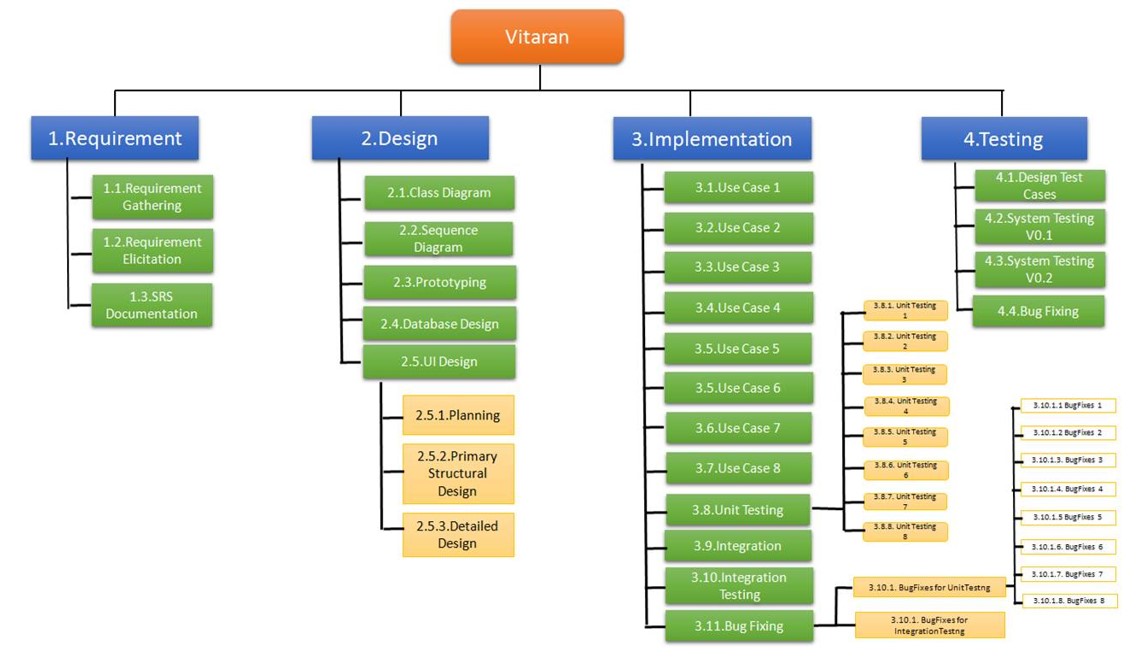 Vitaran
1.Requirement
1.1.Requirement
Gathering
1.2.Requirement
Elicitation
1.3.SRS
Documentation
2.Design
2.1.Class Diagram
2.2.Sequence
Diagram
2.3.Prototyping
2.4.Database Design
2.5.UI Design
2.5.1.Planning
2.5.2.Primary
Structural
Design
2.5.3.Detailed
Design
3.Implementation
3.1.Use Case 1
3.2.Use Case 2
3.3.Use Case 3
3.4.Use Case 4
3.5.Use Case 5
3.5.Use Case 6
3.6.Use Case 7
3.7.Use Case 8
3.8.Unit Testing
3.8.1. Unit Testing
1
3.8.2. Unit Testing
2
3.8.3. Unit Testing
3
3.8.4. Unit Testing
4
3.8.5. Unit Testing
5
3.8.6. Unit Testing
6
3.8.7. Unit Testing
7
3.8.8. Unit Testing
8
3.9.Integration
3.10.Integration
Testing
3.11.Bug Fixing
3.10.1. BugFixes for UnitTestng
3.10.1.1 BugFixes 1
3.10.1.2 BugFixes 2
3.10.1.3. BugFixes 3
3.10.1.4. BugFixes 4
3.10.1.5 BugFixes 5
3.10.1.6. BugFixes 6
3.10.1.7. BugFixes 7
3.10.1.8. BugFixes 8
3.10.1. BugFixes for
IntegrationTestng
4.Testing
4.1.Design Test
Cases
4.2.System Testing
V0.1
4.3.System Testing
V0.2
4.4.Bug Fixing